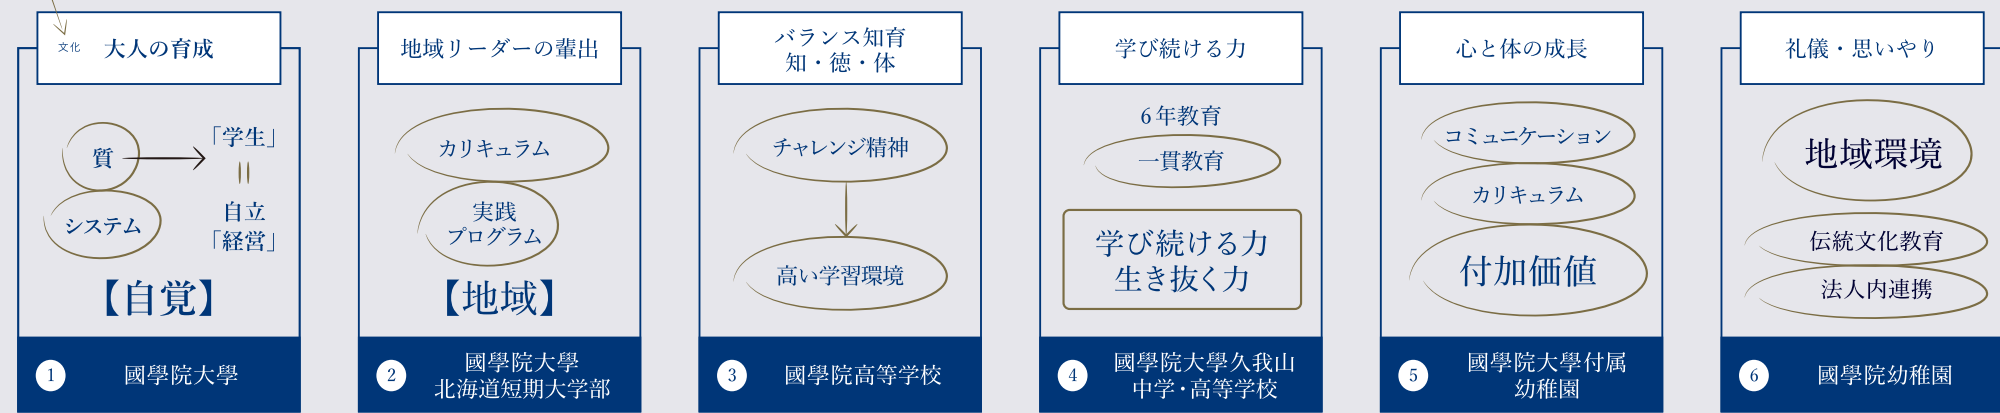 文化
大人の育成
質
「学生」
システム
自立
「経営」
【自覚】
1
國學院大學
地域リーダーの輩出
カリキュラム
実践
プログラム
【地域】
2
國學院大學
北海道短期大学部
バランス知育
知・徳・体
チャレンジ精神
高い学習環境
3
國學院高等学校
学び続ける力
6年教育
一貫教育
学び続ける力
生き抜く力
4
國學院大學久我山
中学・高等学校
心と体の成長
コミュニケーション
カリキュラム
付加価値
5
國學院大學付属
幼稚園
礼儀・思いやり
地域環境
伝統文化教育
法人内連携
6
國學院幼稚園